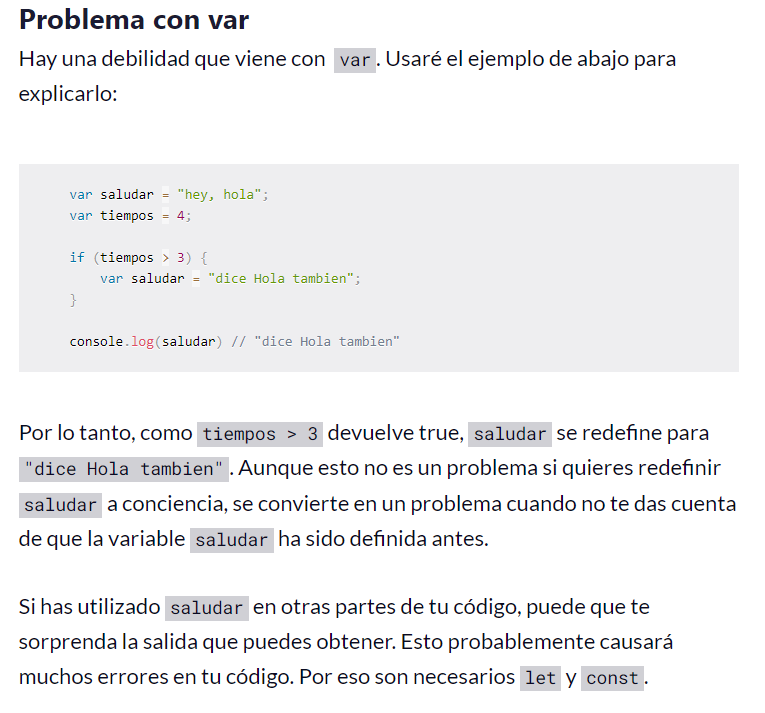 Problema con var
Hay una debilidad que viene con var. Usaré el ejemplo de abajo para
explicarlo:
var saludar = "hey, hola";
var tiempos = 4;
if (tiempos > 3) {
    var saludar = "dice Hola tambien";
}
console.log(saludar) // "dice Hola tambien"
Por lo tanto, como tiempos > 3 devuelve true, saludar se redefine para
"dice Hola tambien". Aunque esto no es un problema si quieres redefinir
saludar a conciencia, se convierte en un problema cuando no te das cuenta
de que la variable saludar ha sido definida antes.
Si has utilizado saludar en otras partes de tu código, puede que te
sorprenda la salida que puedes obtener. Esto probablemente causará
muchos errores en tu código. Por eso son necesarios let y const.